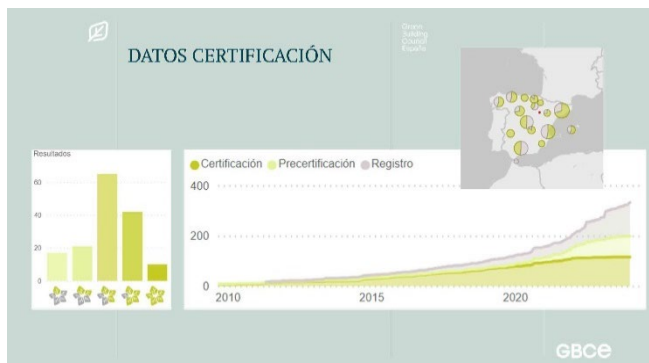 Green
Building
Council
España
DATOS CERTIFICACIÓN
Resultados
60
40
20
0
Certificación Precertificación Registro
400
200
0
2010 2015 2020
GBCe